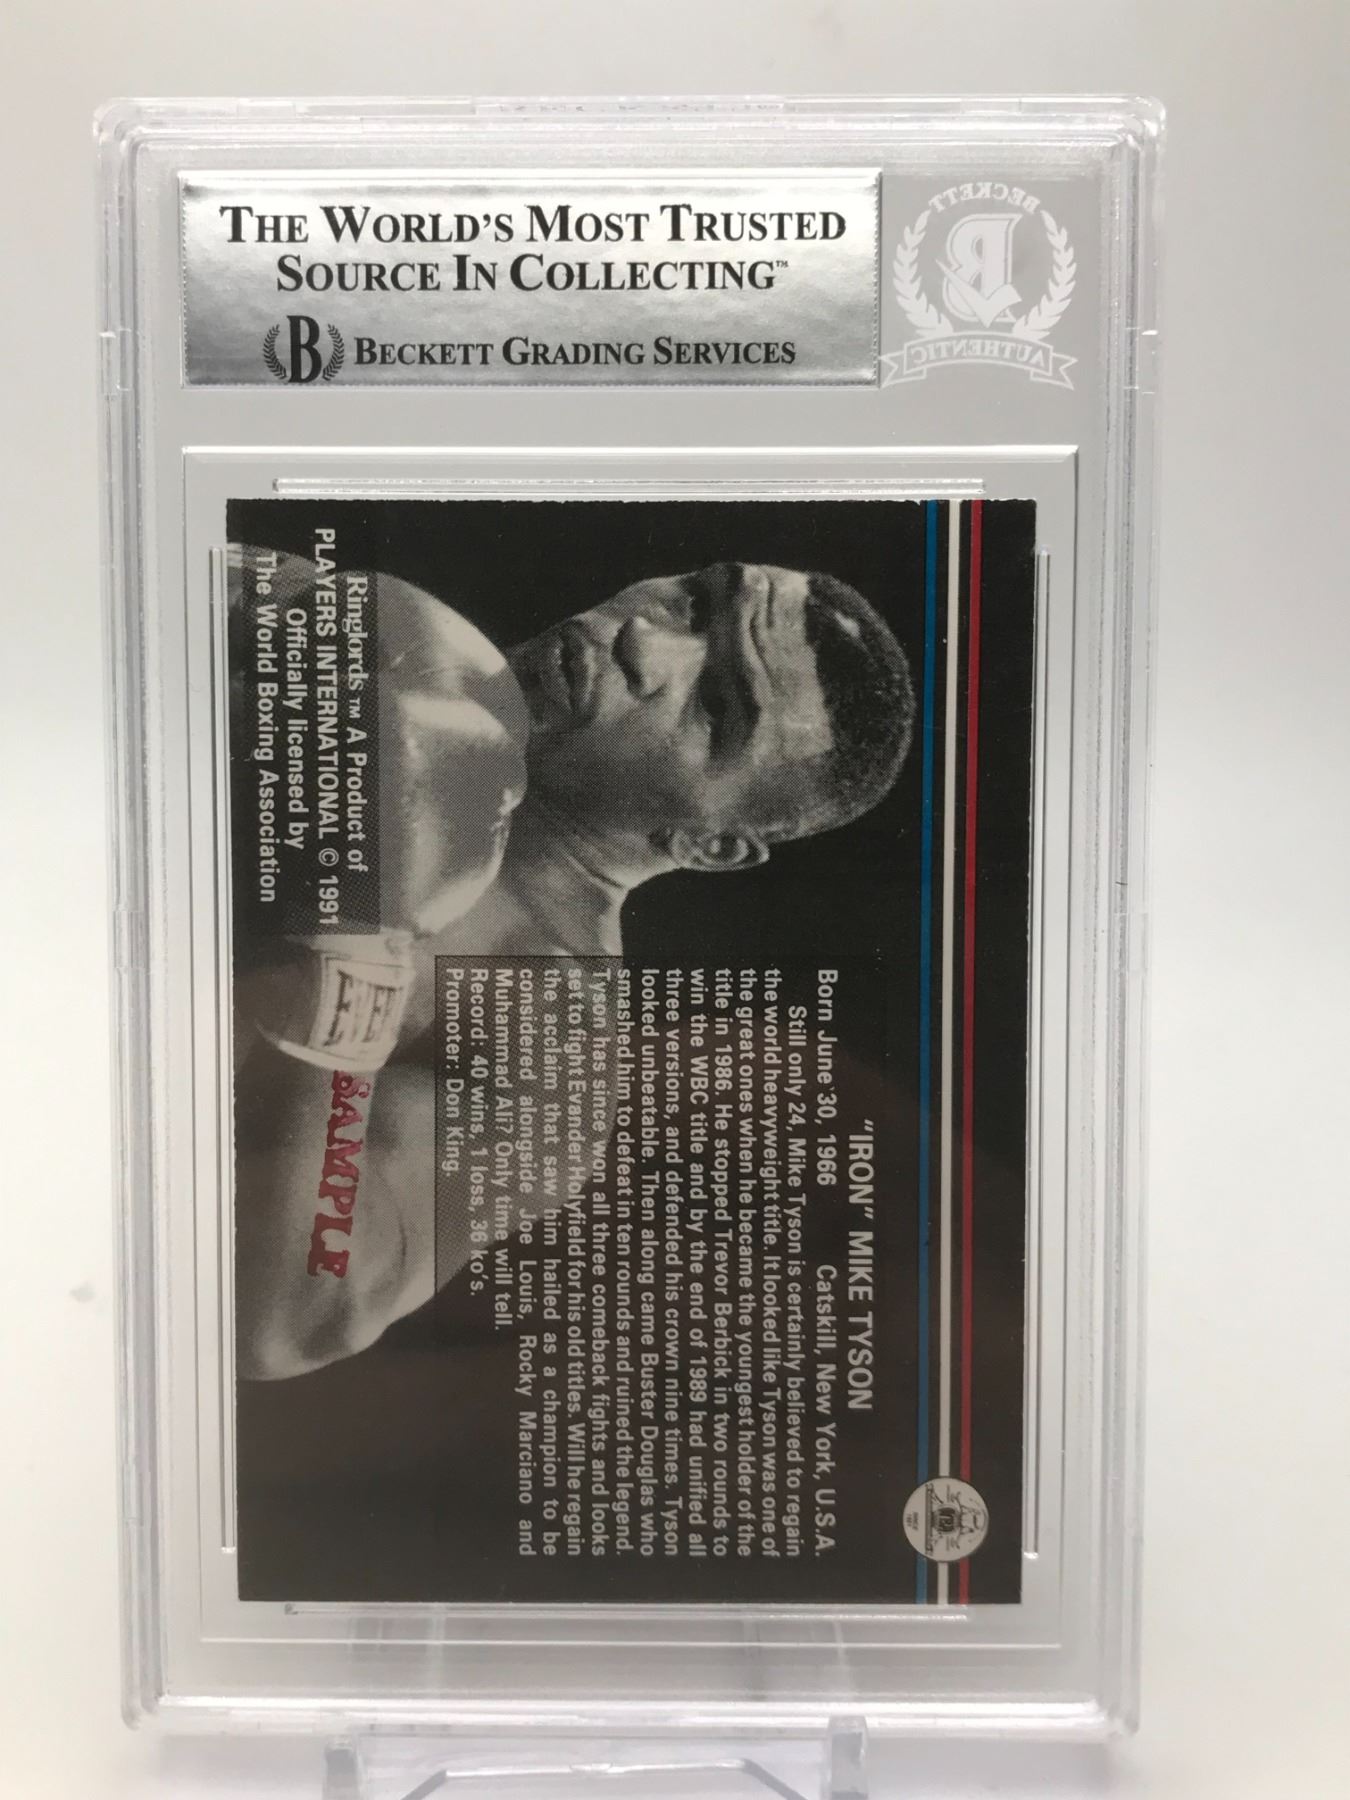 THE WORLD'S MOST TRUSTED
SOURCE IN COLLECTING™
B BECKETT GRADING SERVICES
BECKETT
B
AUTHENTIC
"IRON" MIKE TYSON
Born June 30, 1966 Catskill, New York, U.S.A.
Still only 24, Mike Tyson is certainly believed to regain
the world heavyweight title. It looked like Tyson was one of
the great ones when he became the youngest holder of the
title in 1986. He stopped Trevor Berbick in two rounds to
win the WBC title and by the end of 1989 had unified all
three versions, and defended his crown nine times. Tyson
looked unbeatable. Then along came Buster Douglas who
smashed him to defeat in ten rounds and ruined the legend.
Tyson has since won all three comeback fights and looks
set to fight Evander Holyfield for his old titles. Will he regain
the acclaim that saw him hailed as a champion to be
considered alongside Joe Louis, Rocky Marciano and
Muhammad Ali? Only time will tell.
Record: 40 wins, 1 loss, 36 ko's.
Promoter: Don King.
Ringlords™ A Product of
PLAYERS INTERNATIONAL © 1991
Officially licensed by
The World Boxing Association
EVER
SAMPLE